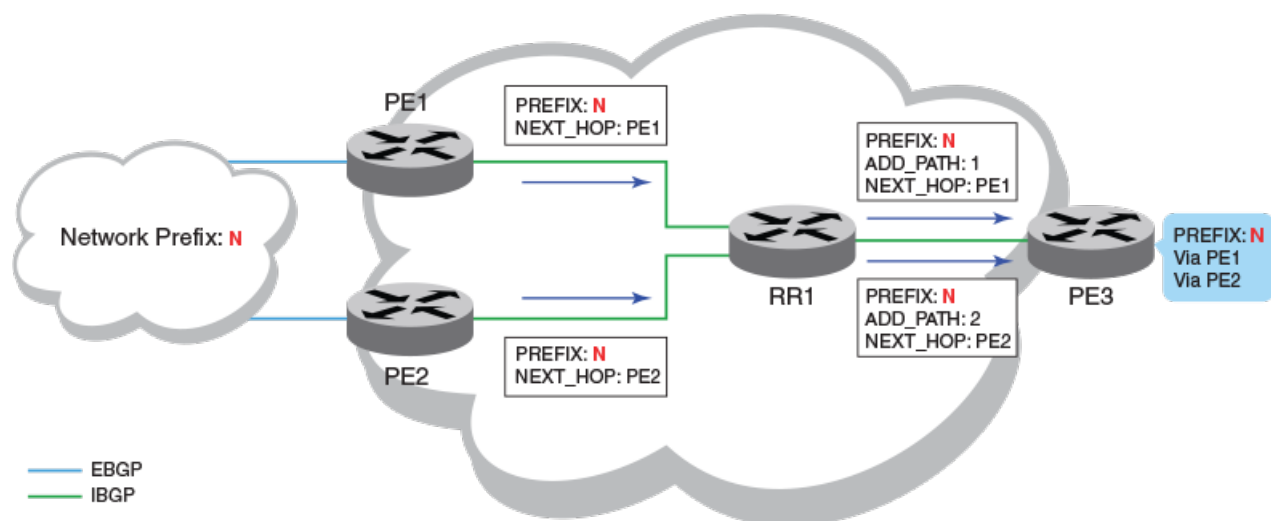 PE1
PREFIX: N
NEXT_HOP: PE1
PREFIX: N
ADD_PATH: 1
NEXT_HOP: PE1
Network Prefix: N
RR1
PE3
PREFIX: N
Via PE1
Via PE2
PE2
PREFIX: N
NEXT_HOP: PE2
PREFIX: N
ADD_PATH: 2
NEXT_HOP: PE2
EBGP
IBGP